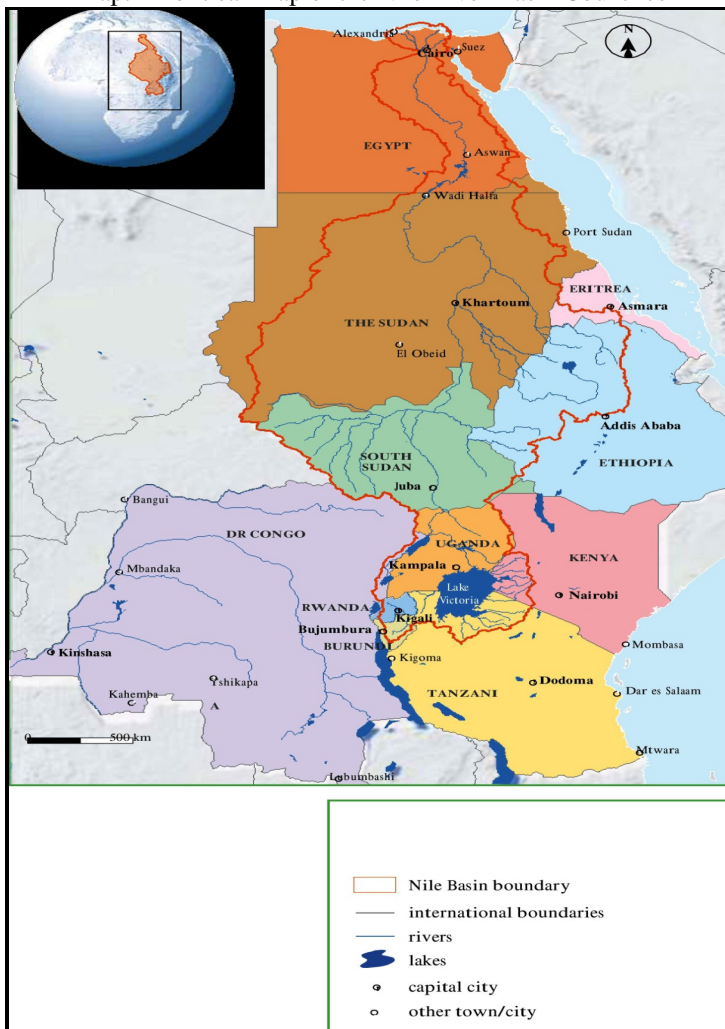 Alexandris
Cairo
Suez
N
EGYPT
Aswan
Wadi Halfa
Port Sudan
ERITREA
Khartoum
Asmara
THE SUDAN
El Obeid
Addis Ababa
SOUTH
SUDAN
ETHIOPIA
Juba
Bangui
DR CONGO
UGANDA
KENYA
Mbandaka
Kampala
Lake
Victoria
RWANDA
Nairobi
Kigali
Bujumbura
BURUNDI
Kinshasa
Mombasa
Kigoma
Yshikapa
Dodoma
Kahemba
TANZANI
Dar es Salaam
A
0
500 km
Mtwara
Lubumbashi
Nile Basin boundary
international boundaries
rivers
lakes
capital city
other town/city